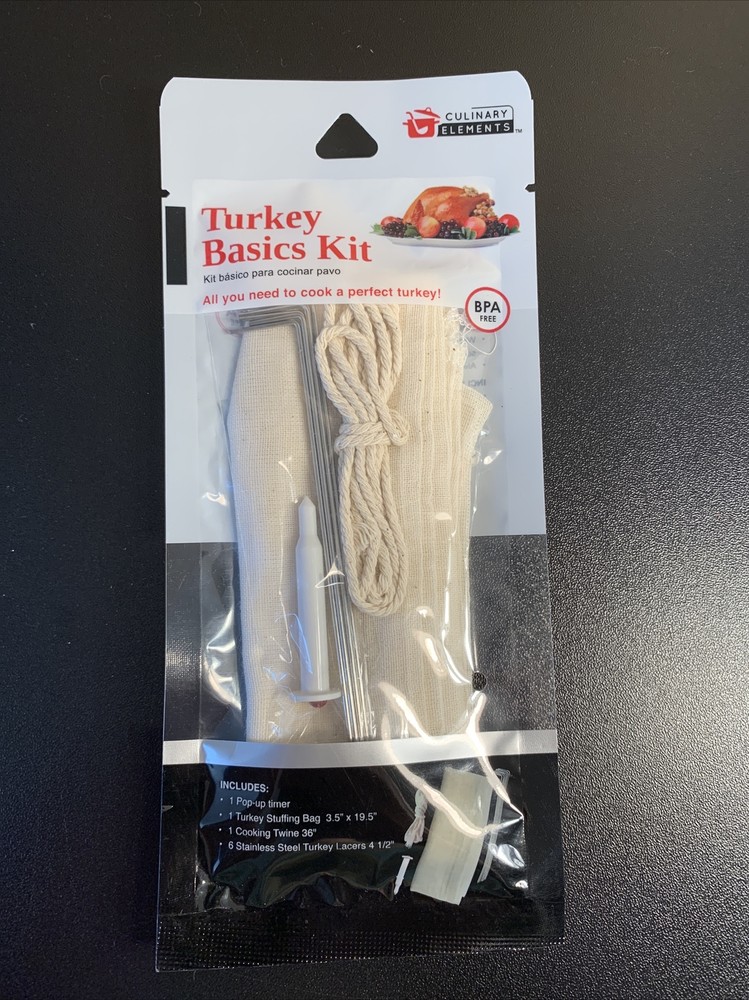 CULINARY
ELEMENTS™
Turkey
Basics Kit
Kit básico para cocinar pavo
All you need to cook a perfect turkey!
BPA
FREE
INCLUDES:
• 1 Pop-up timer
• 1 Turkey Stuffing Bag 3.5" x 19.5"
• 1 Cooking Twine 36"
• 6 Stainless Steel Turkey Lacers 4 1/2"